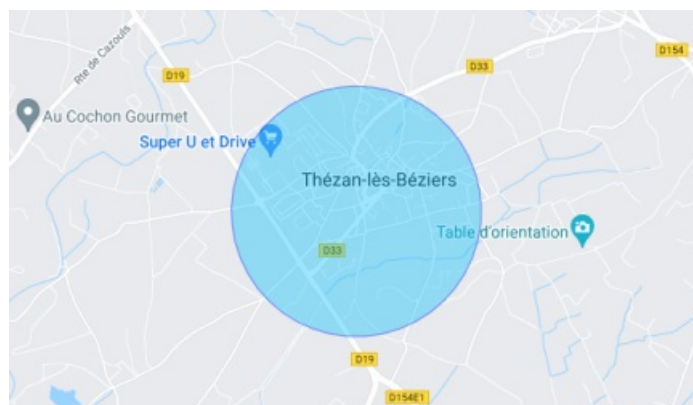 D154
D33
Rte de Cazouls
D19
Au Cochon Gourmet
Super U et Drive
Thézan-lès-Béziers
Table d'orientation
D33
D19
D154E1